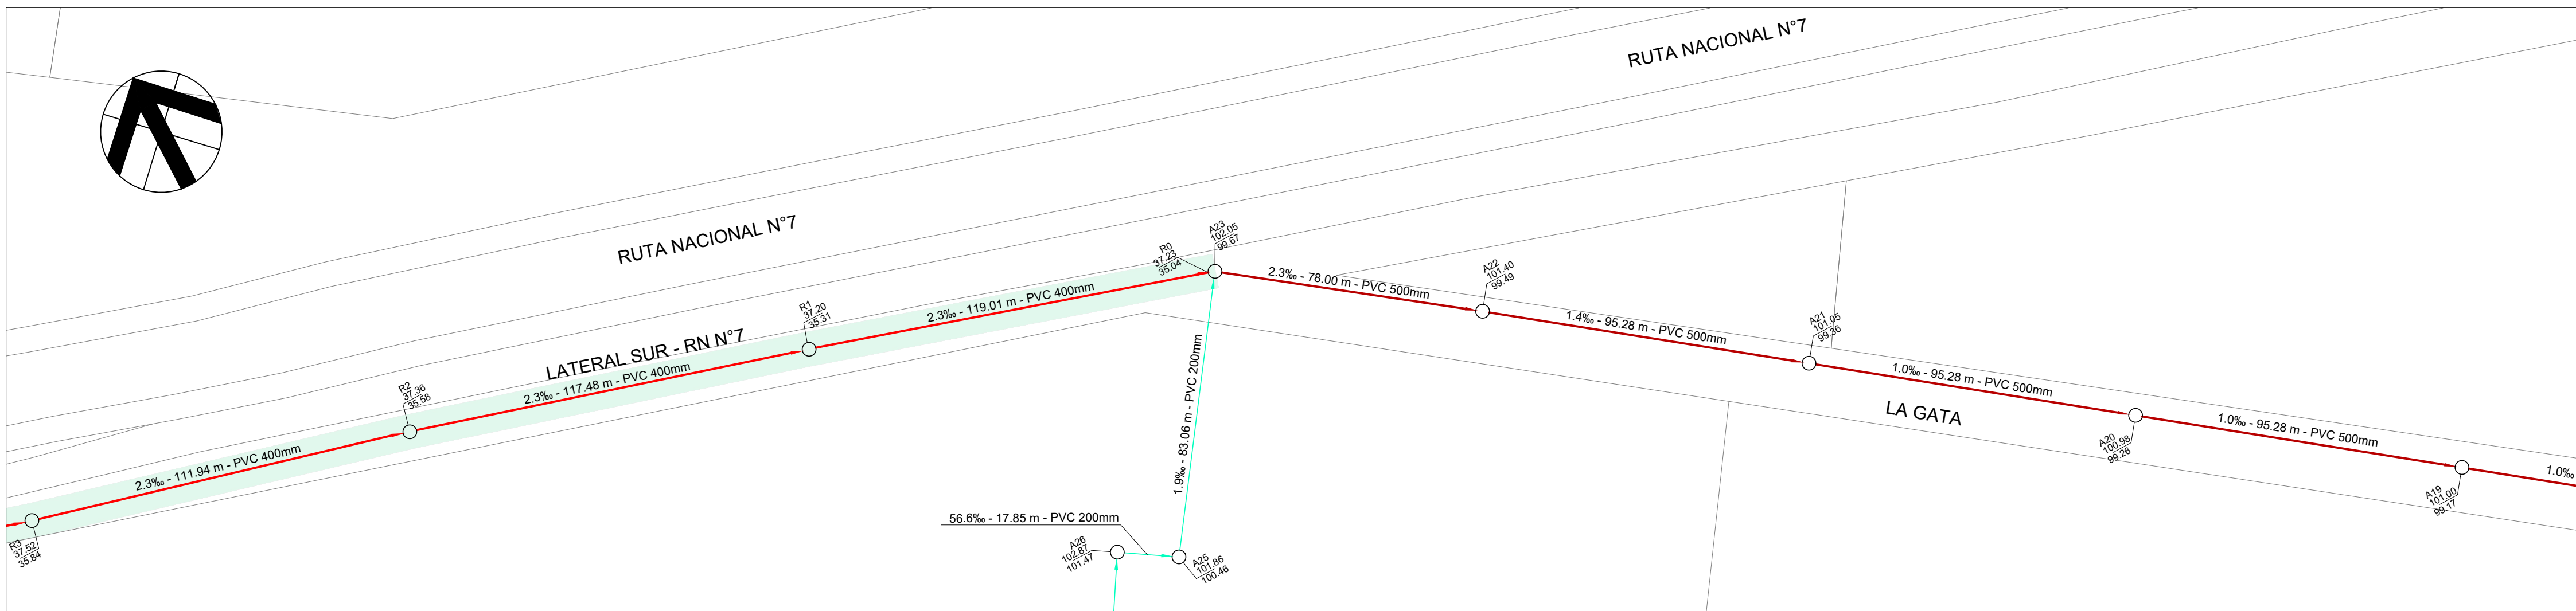 RUTA NACIONAL N°7
RUTA NACIONAL N°7
A23
102.05
99.67
R0
37.23
35.04
A22
101.40
99.49
2.3‰ - 78.00 m - PVC 500mm
2.3‰ - 119.01 m - PVC 400mm
R1
37.20
35.31
A21
101.05
99.36
1.4‰ - 95.28 m - PVC 500mm
LATERAL SUR - RN N°7
2.3‰ - 117.48 m - PVC 400mm
R2
37.36
35.58
1.0‰ - 95.28 m - PVC 500mm
LA GATA
1.9‰ - 83.06 m - PVC 200mm
A20
100.98
99.26
1.0‰ - 95.28 m - PVC 500mm
2.3‰ - 111.94 m - PVC 400mm
1.0‰
A19
101.00
99.17
56.6‰ - 17.85 m - PVC 200mm
R3
37.52
35.84
A26
102.87
101.47
A25
101.86
100.46